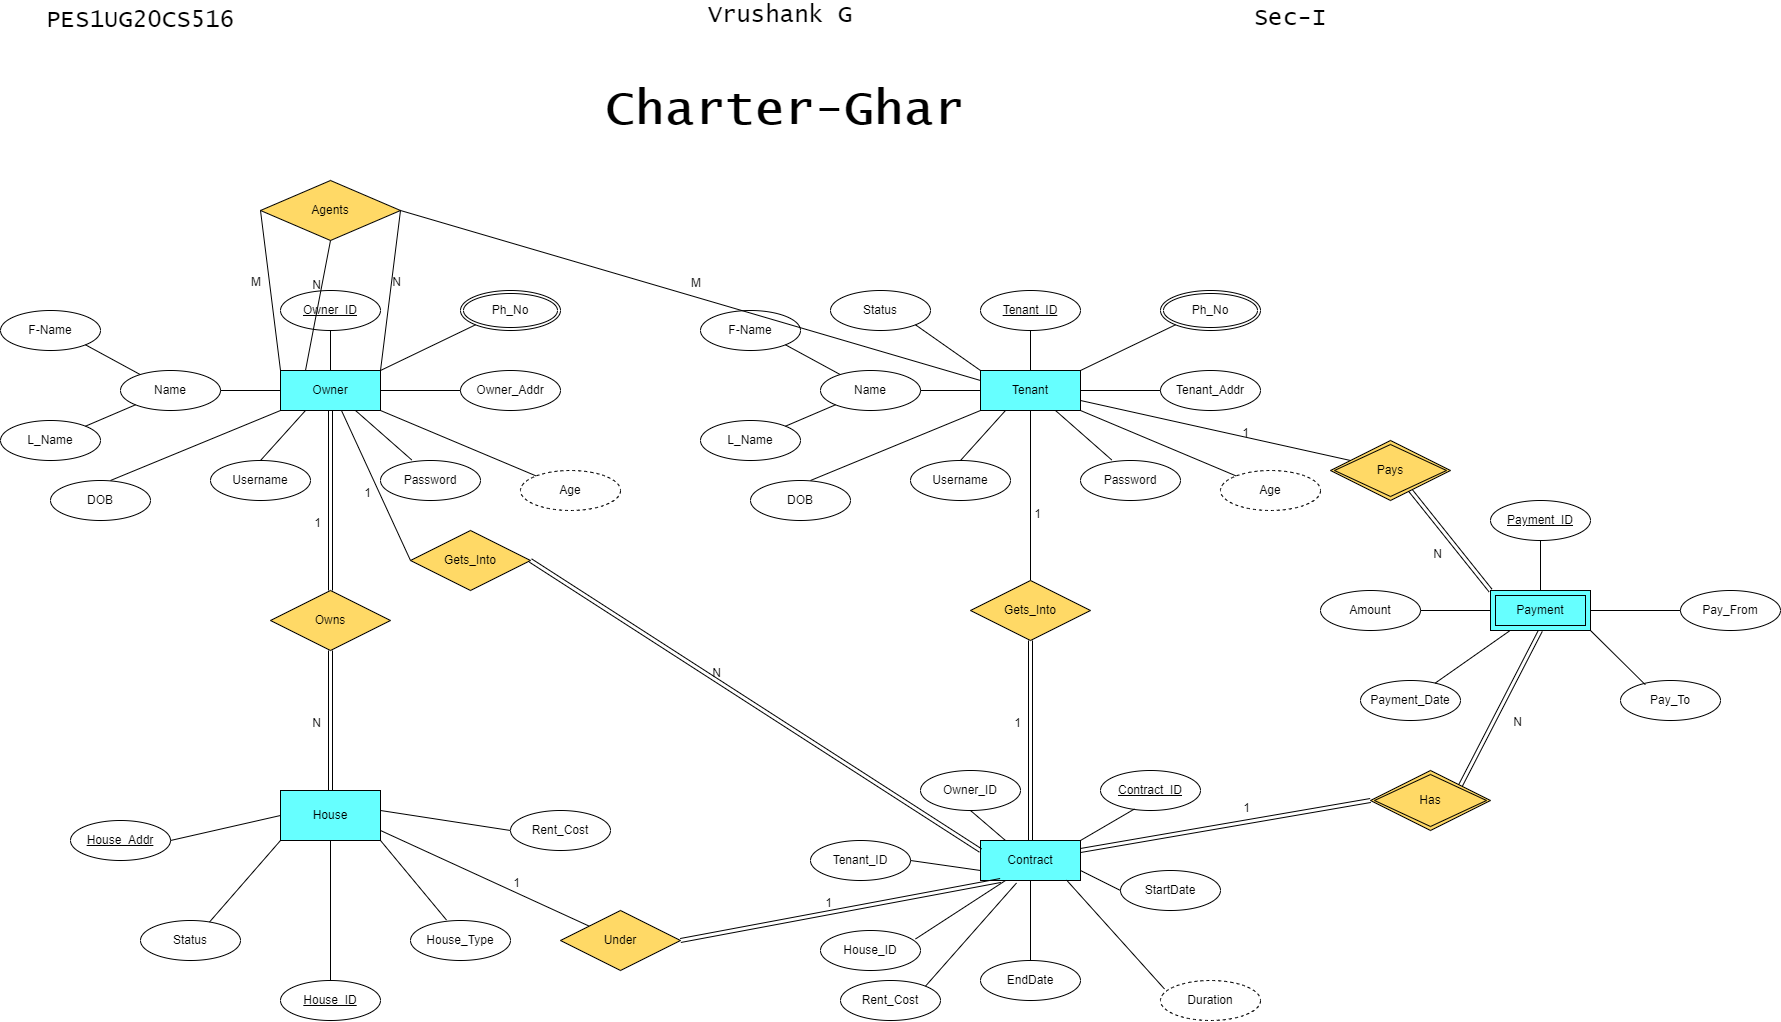 PES1UG20CS516
Vrushank G
Sec-I
Charter-Ghar
Agents
M
N
N
M
F-Name
Owner_ID
Ph_No
Name
Owner
Owner_Addr
L_Name
DOB
Username
Password
Age
F-Name
Status
Tenant_ID
Ph_No
Name
Tenant
Tenant_Addr
L_Name
DOB
Username
Password
Age
1
Pays
N
1
1
1
Gets_Into
Gets_Into
Owns
N
N
1
Payment_ID
Amount
Payment
Pay_From
Payment_Date
Pay_To
N
Has
1
House
House_Addr
Rent_Cost
Status
House_Type
House_ID
1
Under
1
Owner_ID
Contract_ID
Tenant_ID
Contract
StartDate
House_ID
Rent_Cost
EndDate
Duration